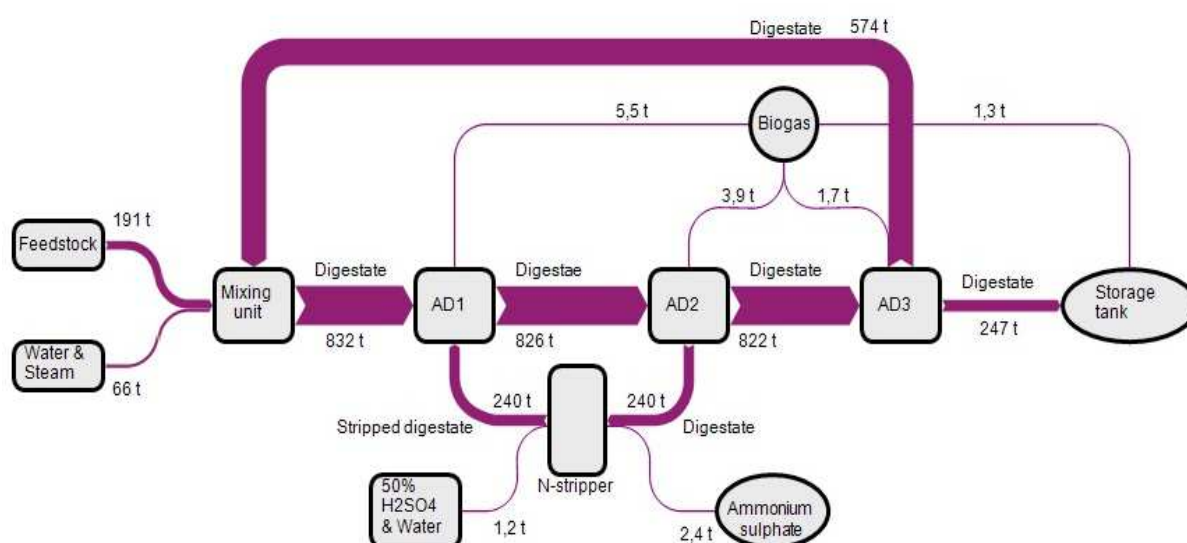 Digestate
574 t
5,5 t
Biogas
1,3 t
3,9 t
1,7 t
191 t
Feedstock
Digestate
Digestae
Digestate
Digestate
Mixing
unit
AD1
AD2
AD3
Storage
tank
832 t
826 t
822 t
247 t
Water &
Steam
66 t
240 t
240 t
Stripped digestate
Digestate
N-stripper
50%
H2SO4
& Water
1,2 t
2,4 t
Ammonium
sulphate